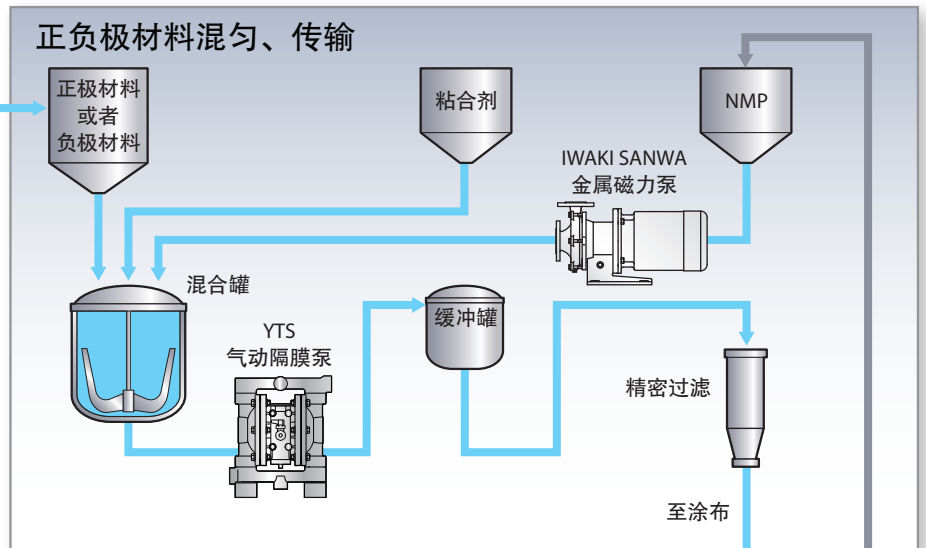 正负极材料混匀、传输
正极材料
或者
负极材料
粘合剂
NMP
IWAKI SANWA
金属磁力泵
混合罐
YTS
气动隔膜泵
缓冲罐
精密过滤
至涂布